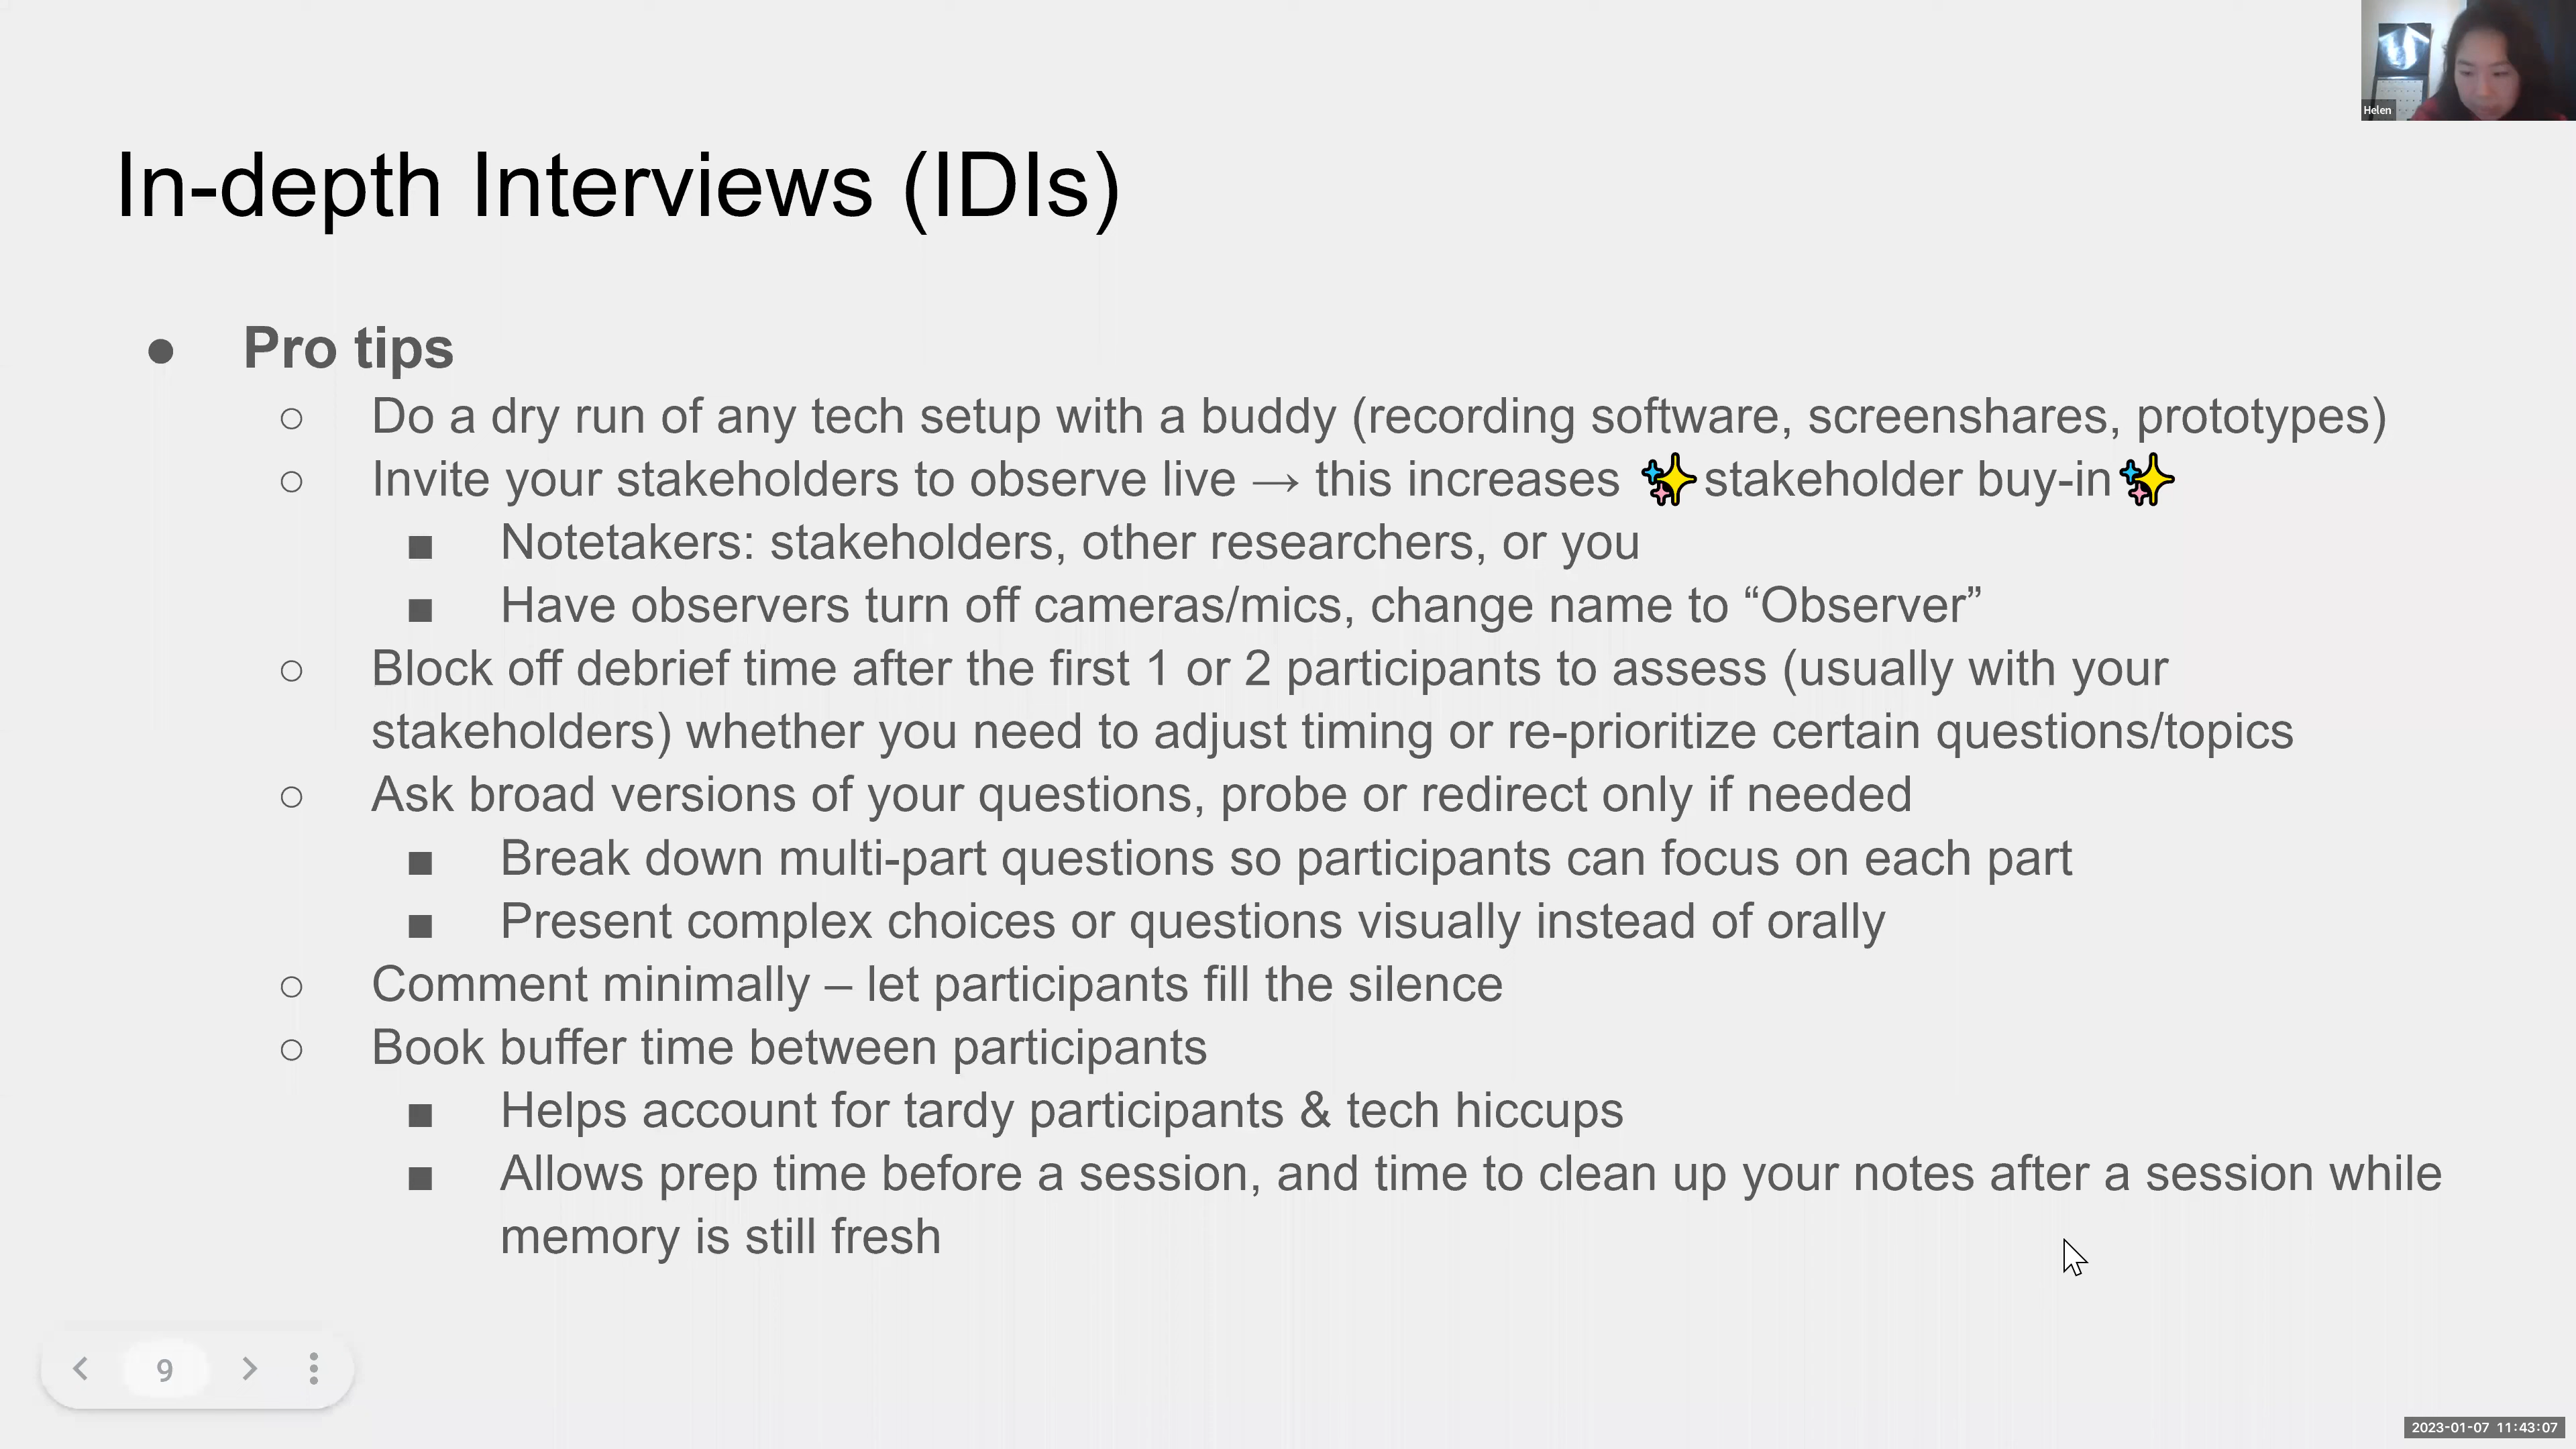 Helen
In-depth Interviews (IDIs)
● Pro tips
○ Do a dry run of any tech setup with a buddy (recording software, screenshares, prototypes)
○ Invite your stakeholders to observe live → this increases ✨stakeholder buy-in✨
■ Notetakers: stakeholders, other researchers, or you
■ Have observers turn off cameras/mics, change name to “Observer”
○ Block off debrief time after the first 1 or 2 participants to assess (usually with your
stakeholders) whether you need to adjust timing or re-prioritize certain questions/topics
○ Ask broad versions of your questions, probe or redirect only if needed
■ Break down multi-part questions so participants can focus on each part
■ Present complex choices or questions visually instead of orally
○ Comment minimally – let participants fill the silence
○ Book buffer time between participants
■ Helps account for tardy participants & tech hiccups
■ Allows prep time before a session, and time to clean up your notes after a session while
memory is still fresh
9
2023-01-07 11:43:07